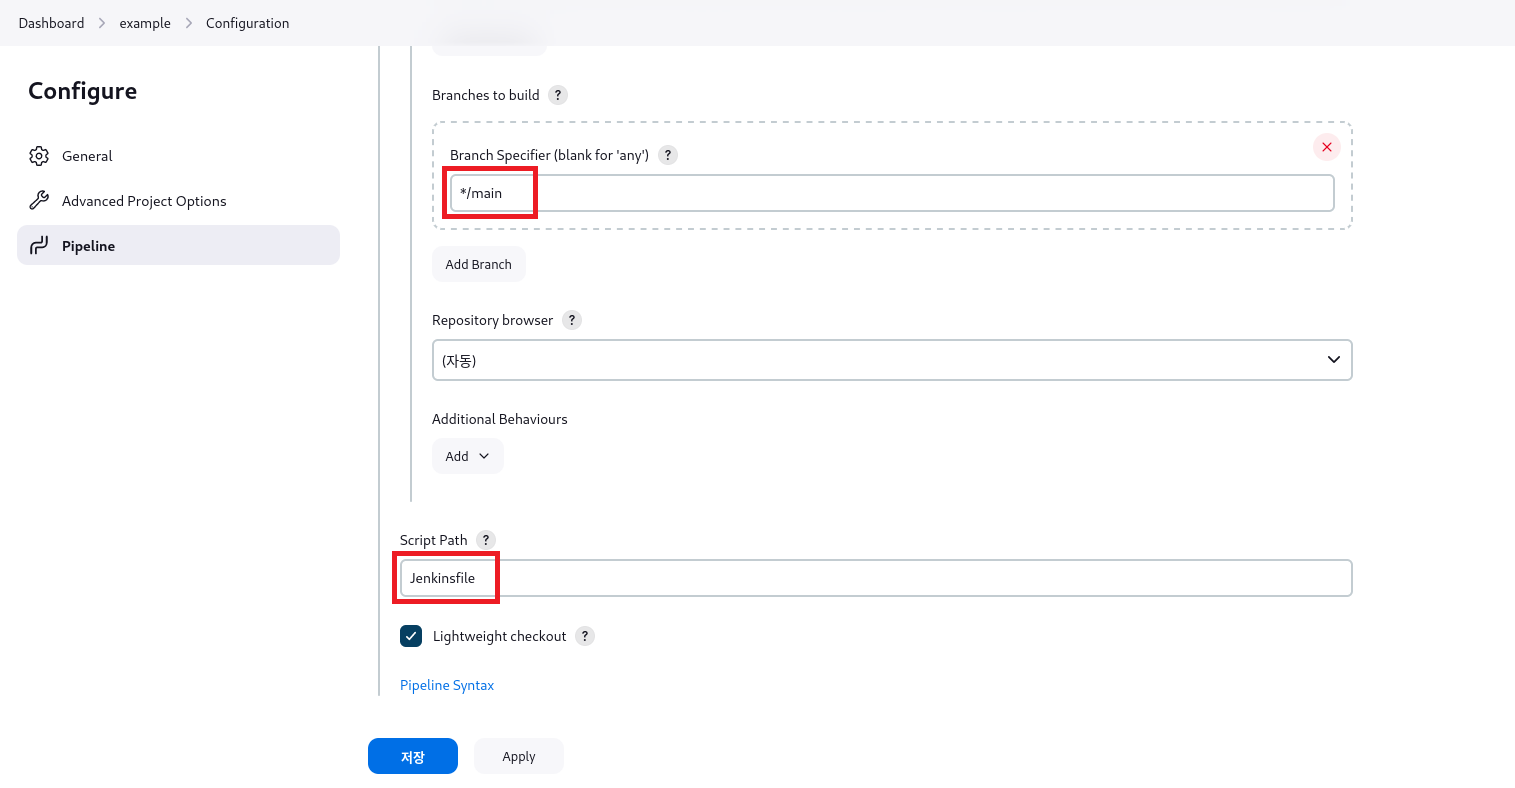 Dashboard > example > Configuration
Configure
General
Advanced Project Options
Pipeline
Branches to build ?
Branch Specifier (blank for 'any') ?
*/main
Add Branch
Repository browser ?
(자동)
Additional Behaviours
Add
Script Path ?
Jenkinsfile
Lightweight checkout ?
Pipeline Syntax
저장
Apply